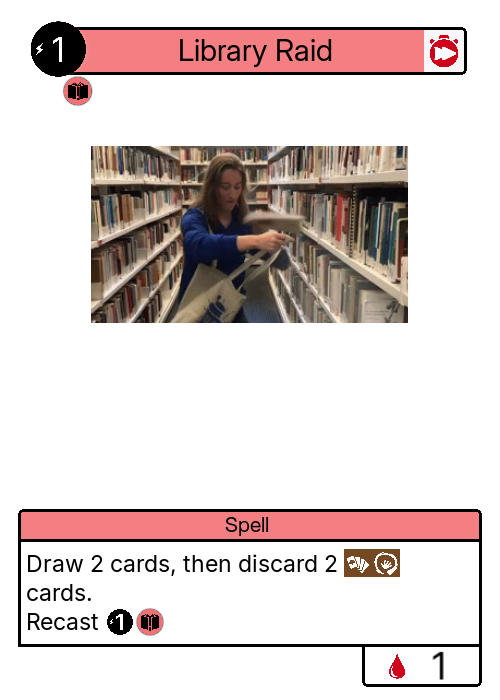 1 Library Raid
Spell
Draw 2 cards, then discard 2
cards.
Recast 1
1